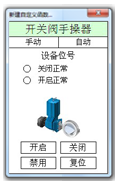 新建自定义函数...
开关阀手操器
手动 自动
设备位号
关闭正常
开启正常
开启 关闭
禁用 复位